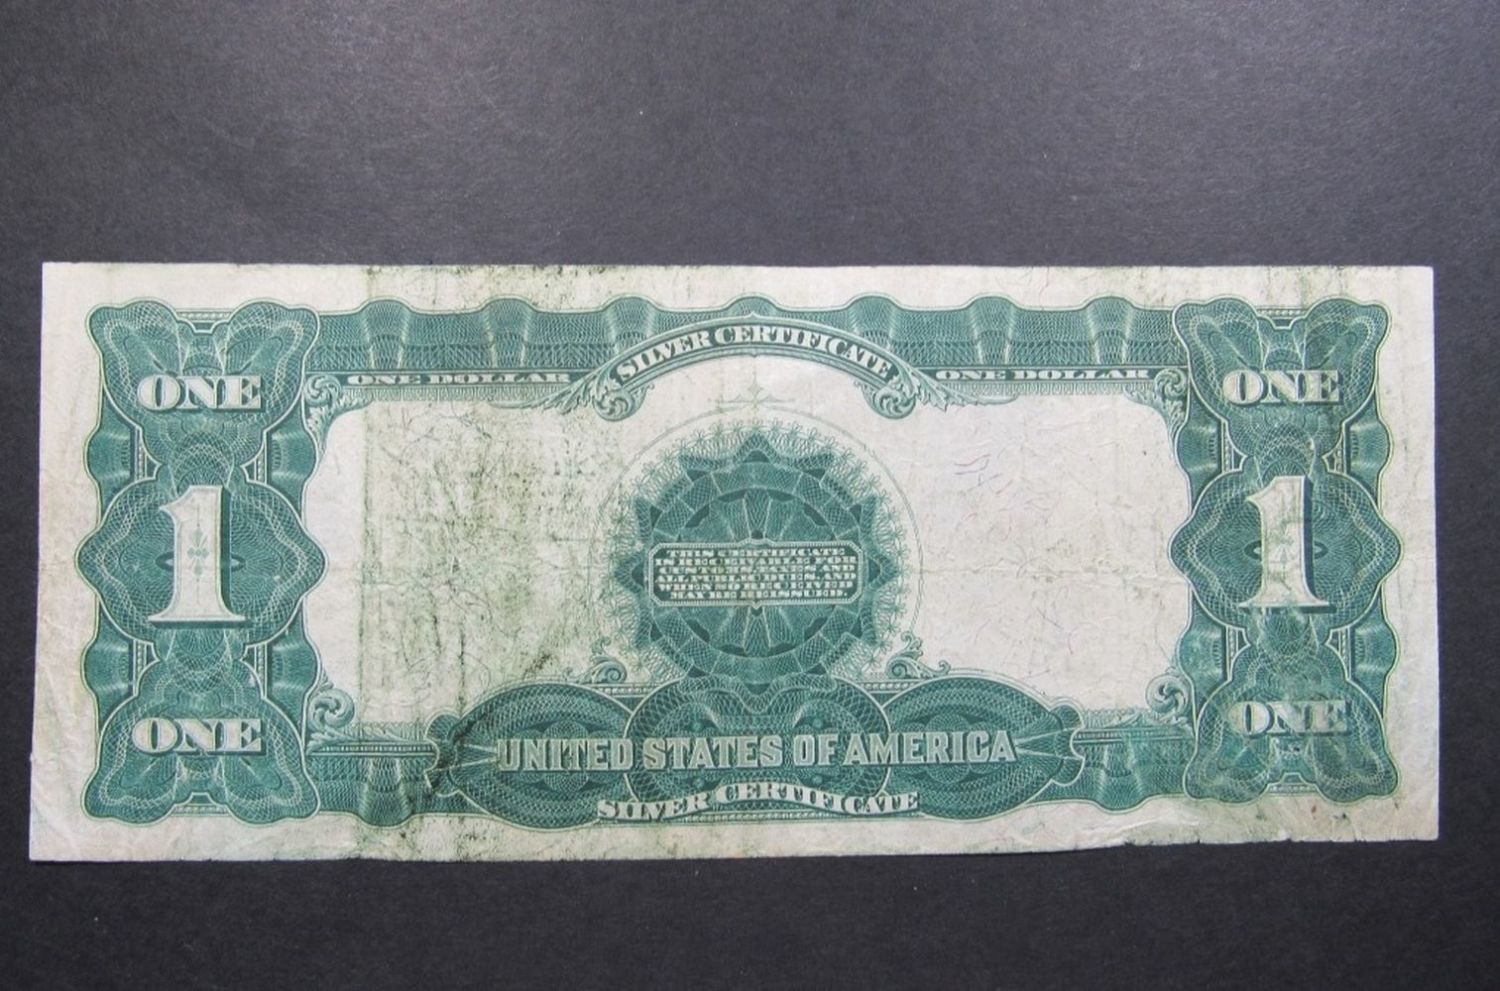 SILVER CERTIFICATE
ONE DOLLAR ONE DOLLAR
ONE ONE
THIS CERTIFICATE
IS RECEIVABLE FOR
CUSTOMS, TAXES AND
ALL PUBLIC DUES, AND
WHEN SO RECEIVED
MAY BE REISSUED.
1 1
ONE ONE
UNITED STATES OF AMERICA
SILVER CERTIFICATE